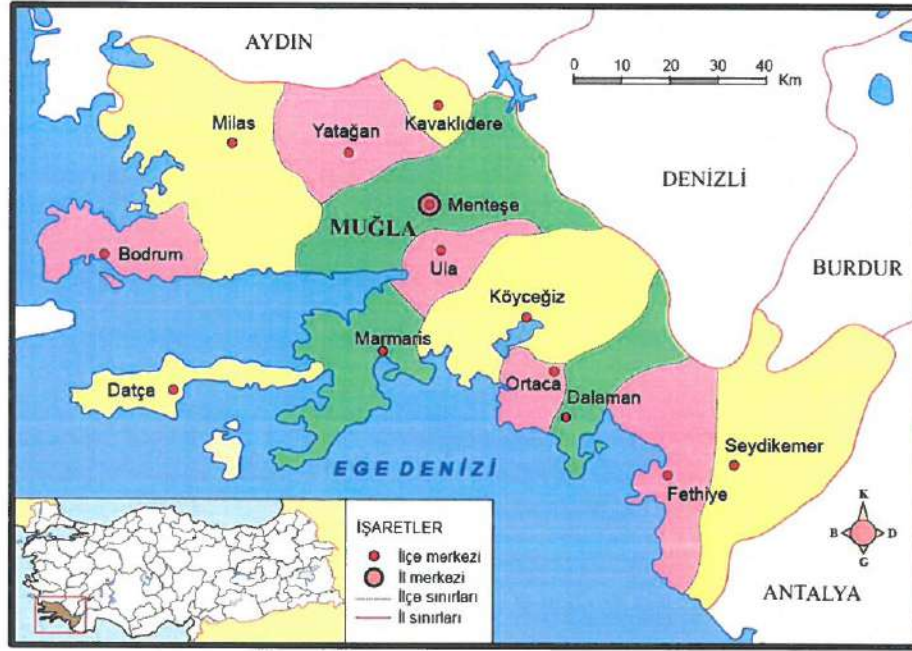 AYDIN
0 10 20 30 40
Km
Milas
Yatağan
Kavaklıdere
DENİZLİ
Menteşe
MUĞLA
Bodrum
Ula
BURDUR
Köyceğiz
Marmaris
Datça
Ortaca
Dalaman
Seydikemer
EGE DENİZİ
Fethiye
K
B D
G
ANTALYA
İŞARETLER
İlçe merkezi
İl merkezi
İlçe sınırları
İl sınırları